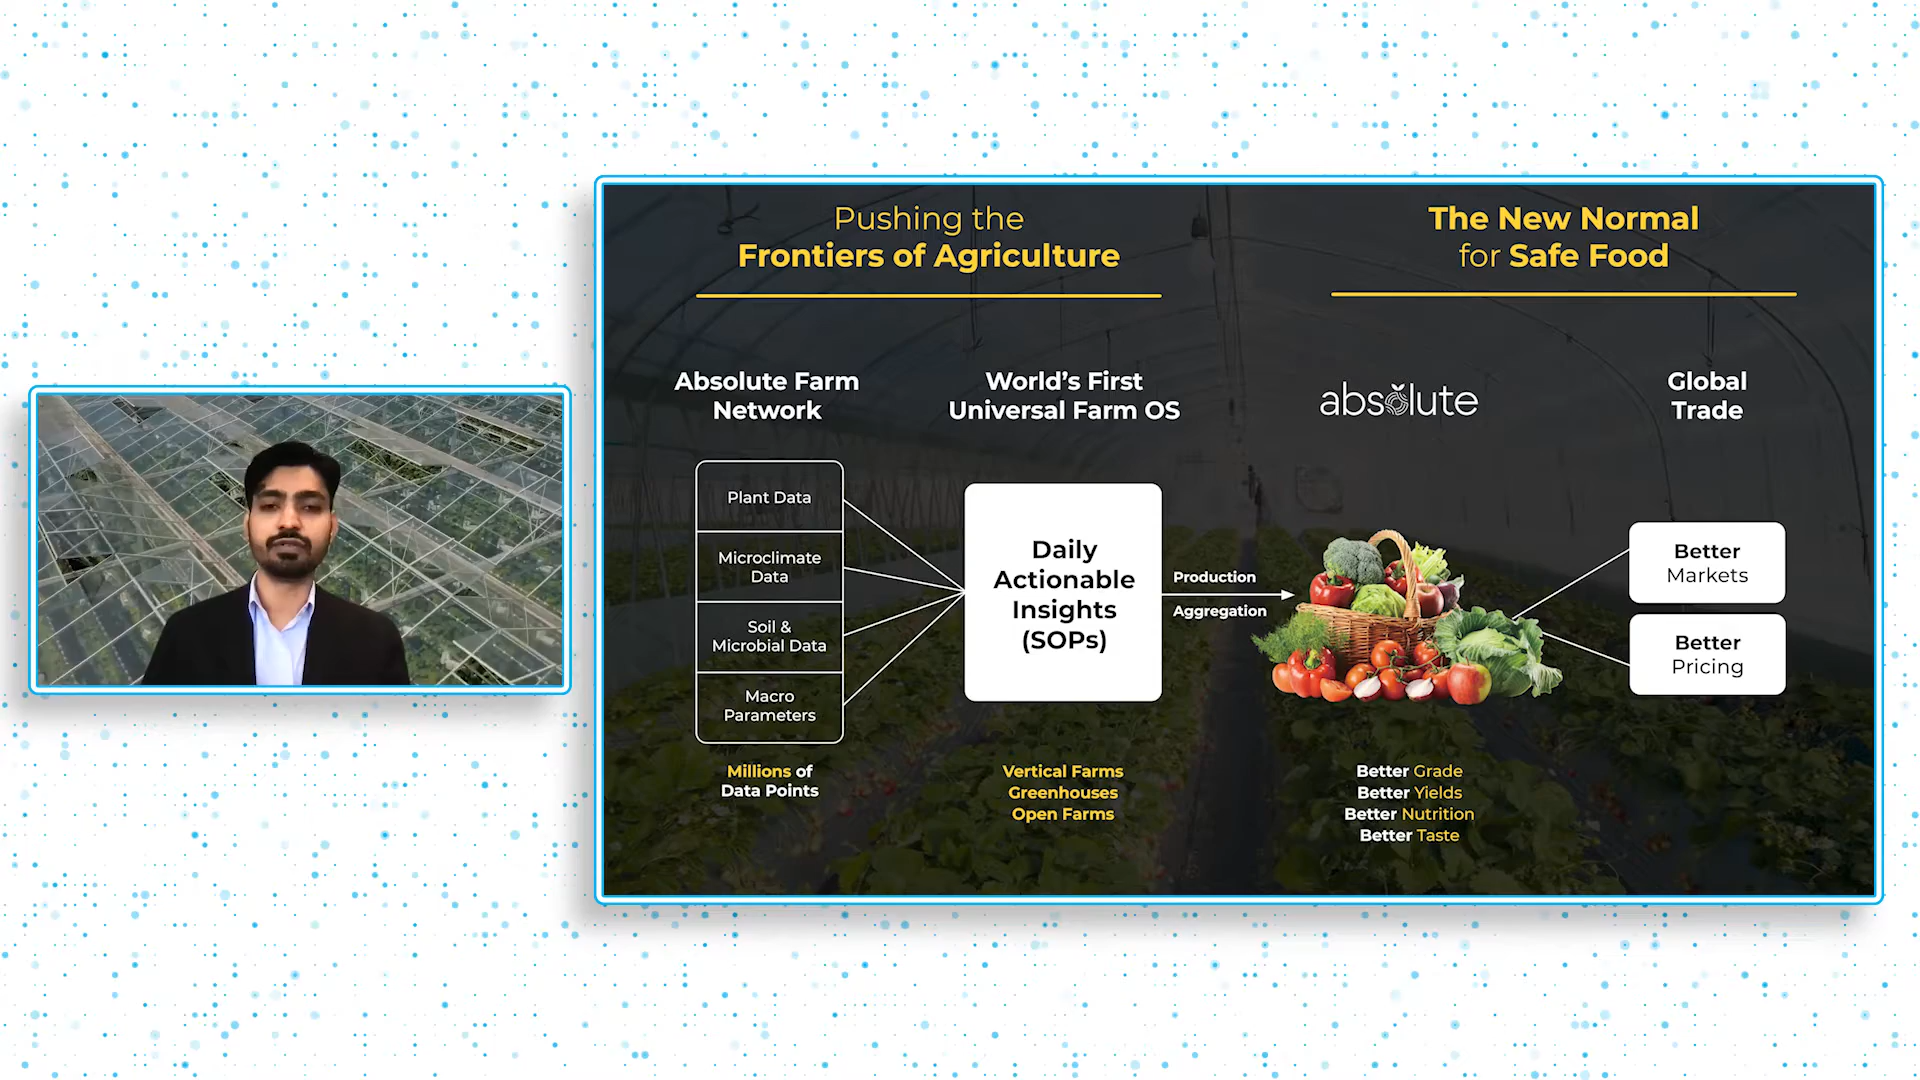 Pushing the
Frontiers of Agriculture
The New Normal
for Safe Food
Absolute Farm
Network
World's First
Universal Farm OS
absolute
Global
Trade
Plant Data
Microclimate
Data
Soil &
Microbial Data
Macro
Parameters
Daily
Actionable
Insights
(SOPs)
Production
Aggregation
Better
Markets
Better
Pricing
Millions of
Data Points
Vertical Farms
Greenhouses
Open Farms
Better Grade
Better Yields
Better Nutrition
Better Taste